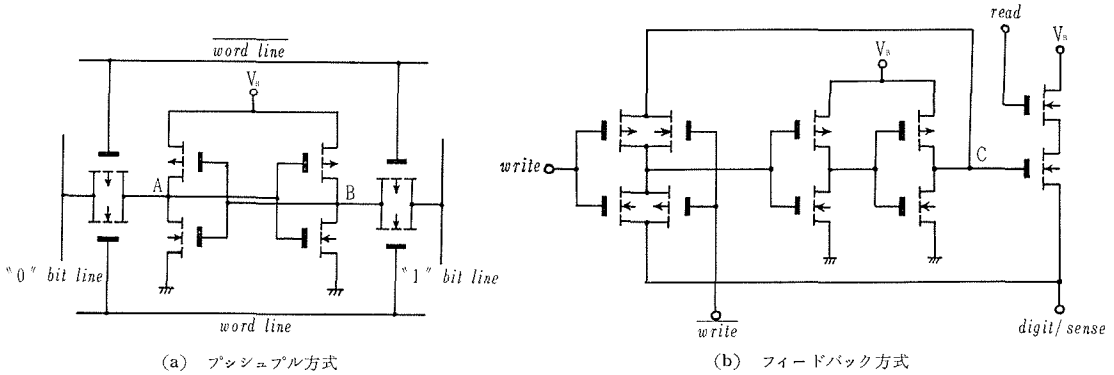 word line
V_B
A
B
"0" bit line
"1" bit line
word line
(a) プッシュプル方式
read
V_B
V_B
write
C
write
digit/sense
(b) フィードバック方式